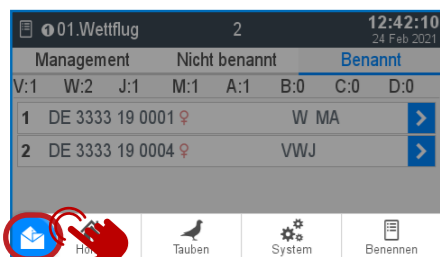 ❶ 01.Wettflug 2 12:42:10
24 Feb 2021
Management Nicht benannt Benannt
V:1 W:2 J:1 M:1 A:1 B:0 C:0 D:0
1 DE 3333 19 0001 ♀ W MA
2 DE 3333 19 0004 ♀ VWJ
Tauben System Benennen